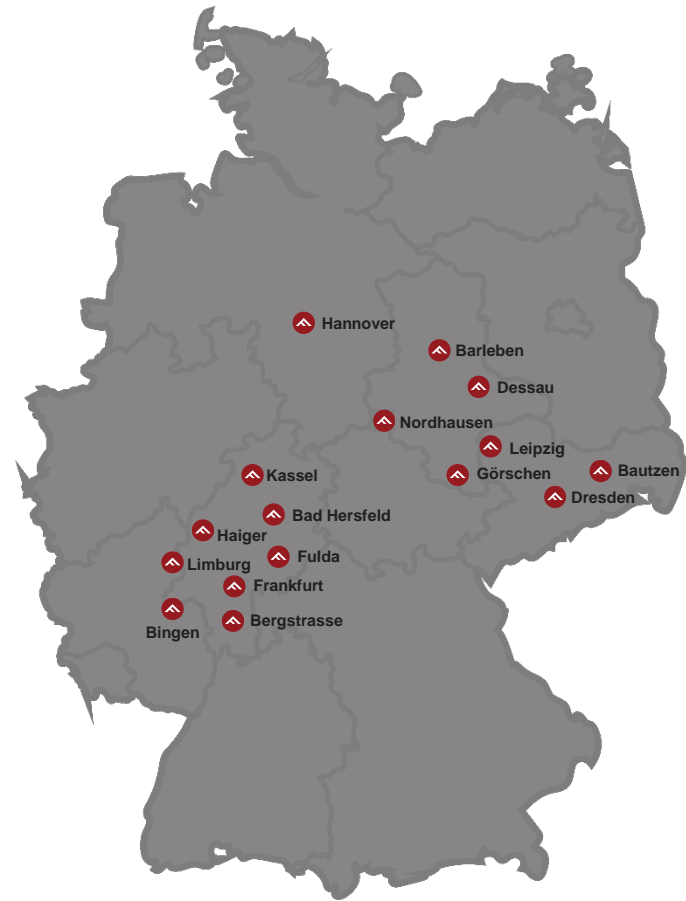 Hannover
Barleben
Dessau
Nordhausen
Leipzig
Bautzen
Kassel
Görschen
Dresden
Bad Hersfeld
Haiger
Fulda
Limburg
Frankfurt
Bergstrasse
Bingen